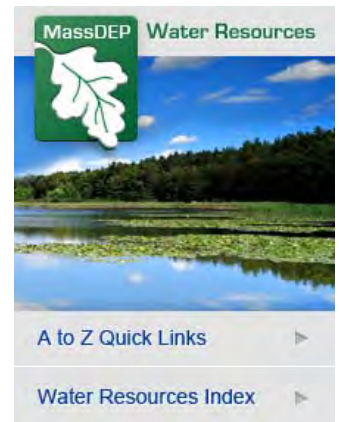 MassDEP Water Resources
A to Z Quick Links
Water Resources Index